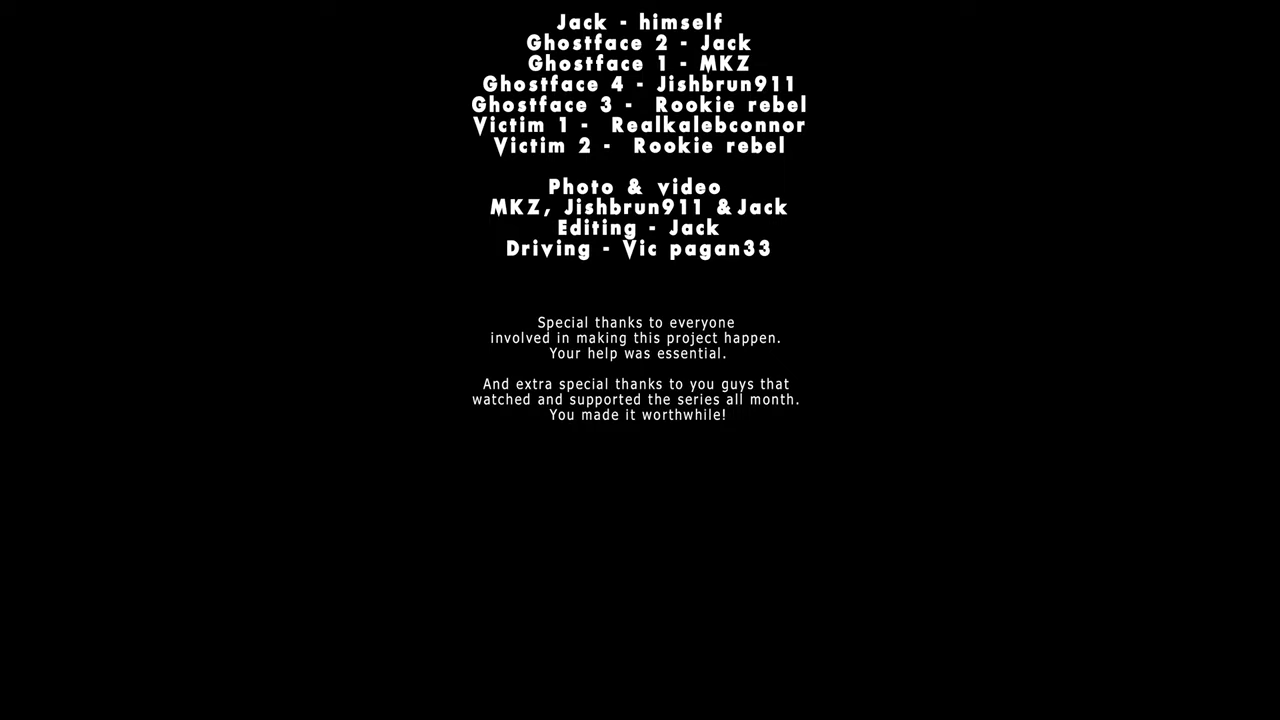 Jack - himself
Ghostface 2 - Jack
Ghostface 1 - MKZ
Ghostface 4 - Jishbrun911
Ghostface 3 - Rookie rebel
Victim 1 - Realkalebconnor
Victim 2 - Rookie rebel
Photo & video
MKZ, Jishbrun911 & Jack
Editing - Jack
Driving - Vic pagan33
Special thanks to everyone
involved in making this project happen.
Your help was essential.
And extra special thanks to you guys that
watched and supported the series all month.
You made it worthwhile!